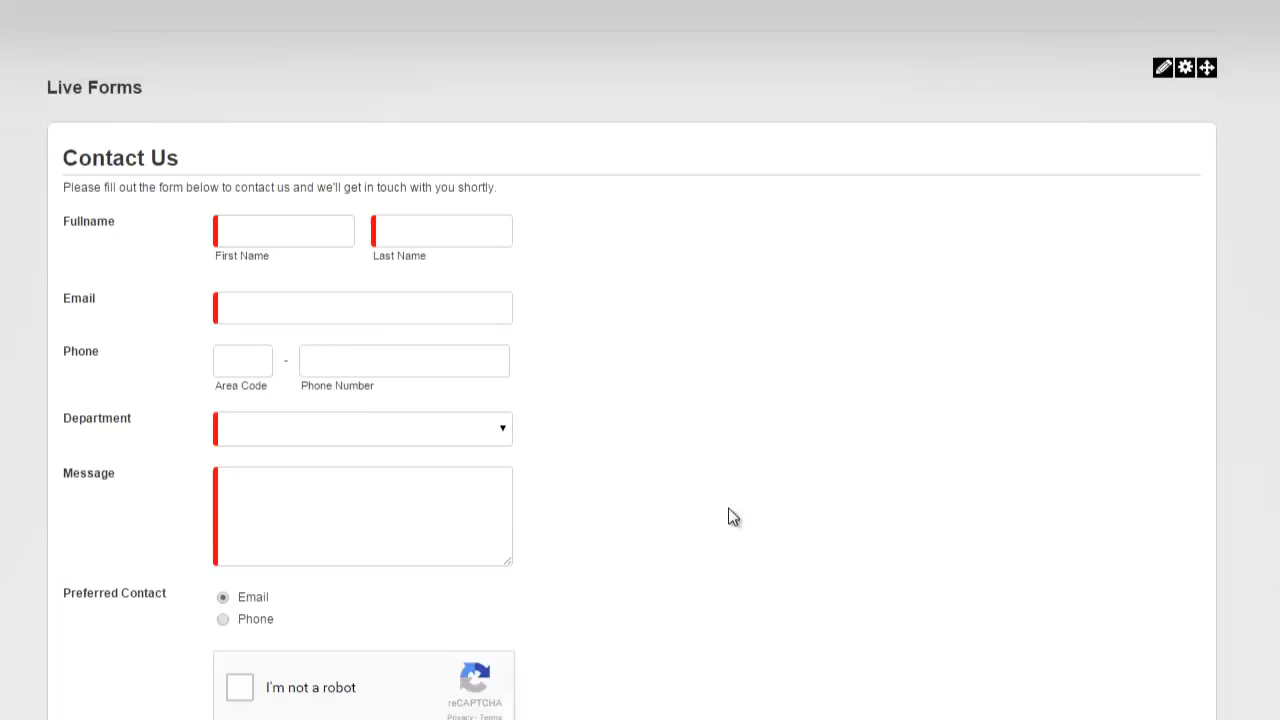 Live Forms
Contact Us
Please fill out the form below to contact us and we'll get in touch with you shortly.
Fullname
First Name
Last Name
Email
Phone
-
Area Code
Phone Number
Department
Message
Preferred Contact
Email
Phone
I'm not a robot
reCAPTCHA
Privacy - Terms